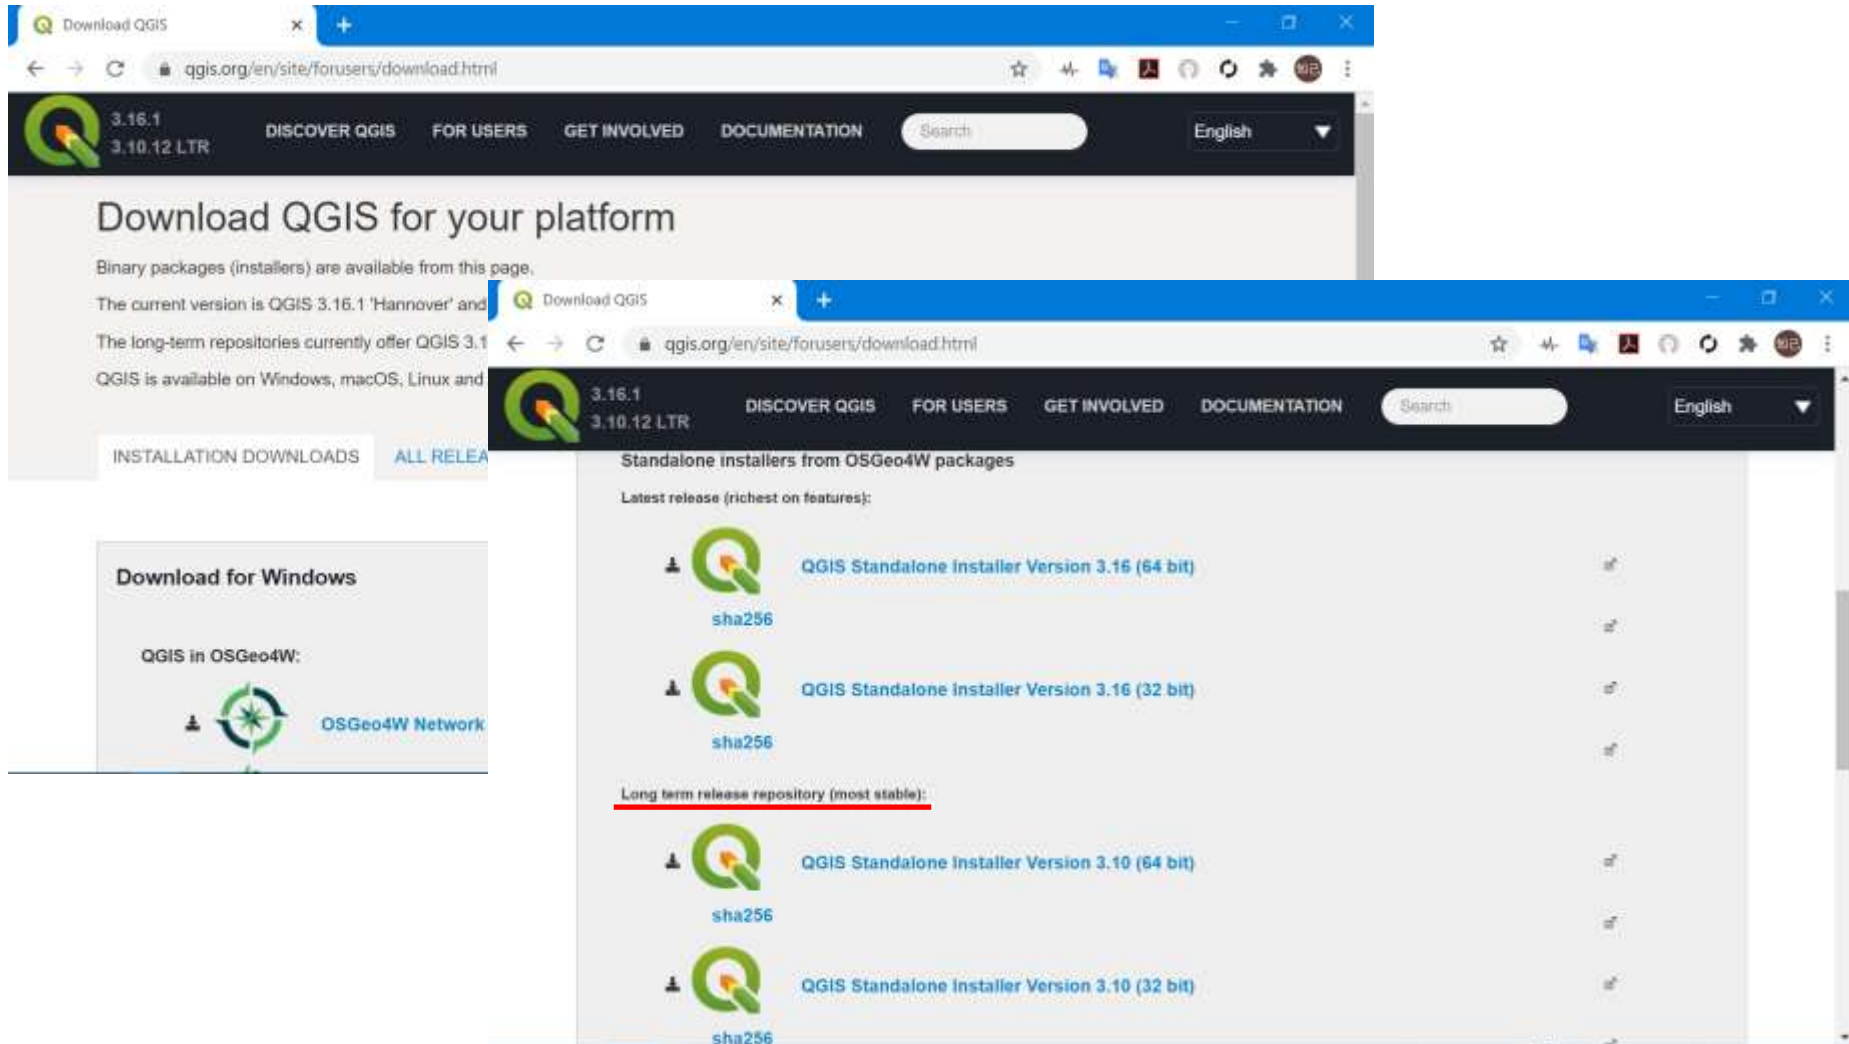 Download QGIS
qgis.org/en/site/forusers/download.html
3.16.1
3.10.12 LTR
DISCOVER QGIS FOR USERS GET INVOLVED DOCUMENTATION Search English
Download QGIS for your platform
Binary packages (installers) are available from this page.
The current version is QGIS 3.16.1 'Hannover' and
The long-term repositories currently offer QGIS 3.1
QGIS is available on Windows, macOS, Linux and
INSTALLATION DOWNLOADS ALL RELEA
Download for Windows
QGIS in OSGeo4W:
OSGeo4W Network
Download QGIS
qgis.org/en/site/forusers/download.html
3.16.1
3.10.12 LTR
DISCOVER QGIS FOR USERS GET INVOLVED DOCUMENTATION Search English
Standalone installers from OSGeo4W packages
Latest release (richest on features):
QGIS Standalone Installer Version 3.16 (64 bit)
sha256
QGIS Standalone Installer Version 3.16 (32 bit)
sha256
Long term release repository (most stable):
QGIS Standalone Installer Version 3.10 (64 bit)
sha256
QGIS Standalone Installer Version 3.10 (32 bit)
sha256